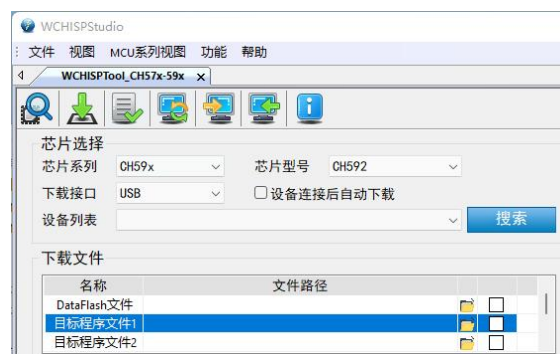 WCHISPStudio
文件 视图 MCU系列视图 功能 帮助
WCHISPTool_CH57x-59x x
芯片选择
芯片系列 CH59x 芯片型号 CH592
下载接口 USB 设备连接后自动下载
设备列表 搜索
下载文件
名称 文件路径
DataFlash文件
目标程序文件1
目标程序文件2